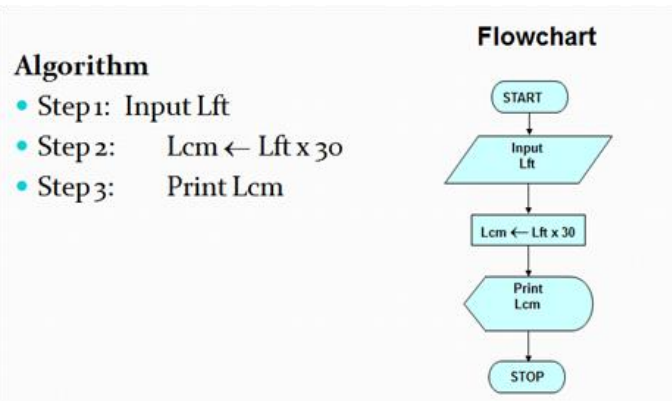 Algorithm
• Step 1: Input Lft
• Step 2: Lcm ← Lft x 30
• Step 3: Print Lcm
Flowchart
START
Input
Lft
Lcm ← Lft x 30
Print
Lcm
STOP